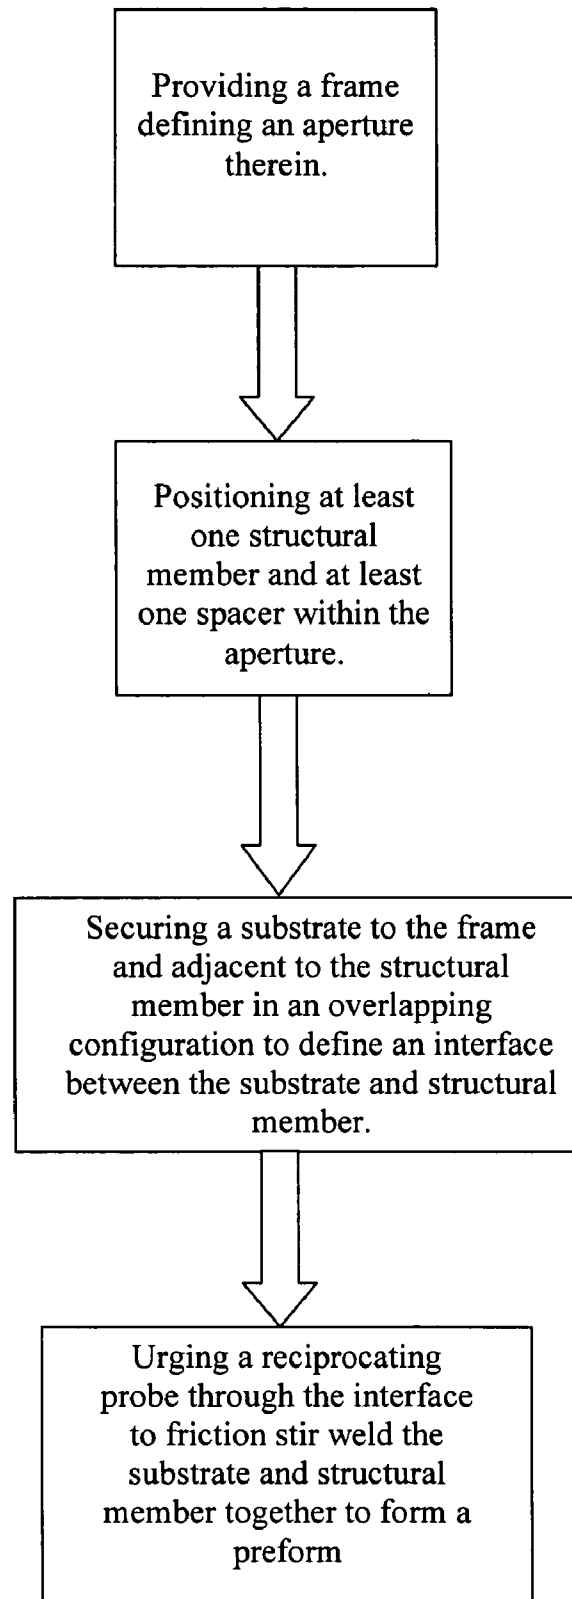 Providing a frame
defining an aperture
therein.
Positioning at least
one structural
member and at least
one spacer within the
aperture.
Securing a substrate to the frame
and adjacent to the structural
member in an overlapping
configuration to define an interface
between the substrate and structural
member.
Urging a reciprocating
probe through the interface
to friction stir weld the
substrate and structural
member together to form a
preform